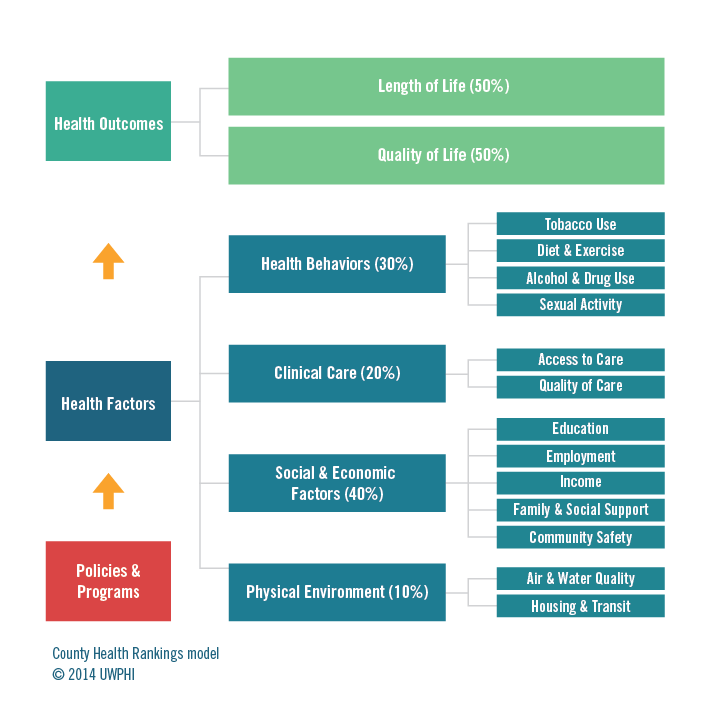 Health Outcomes
Length of Life (50%)
Quality of Life (50%)
Health Factors
Health Behaviors (30%)
Tobacco Use
Diet & Exercise
Alcohol & Drug Use
Sexual Activity
Clinical Care (20%)
Access to Care
Quality of Care
Social & Economic
Factors (40%)
Education
Employment
Income
Family & Social Support
Community Safety
Physical Environment (10%)
Air & Water Quality
Housing & Transit
Policies &
Programs
County Health Rankings model
© 2014 UWPHI